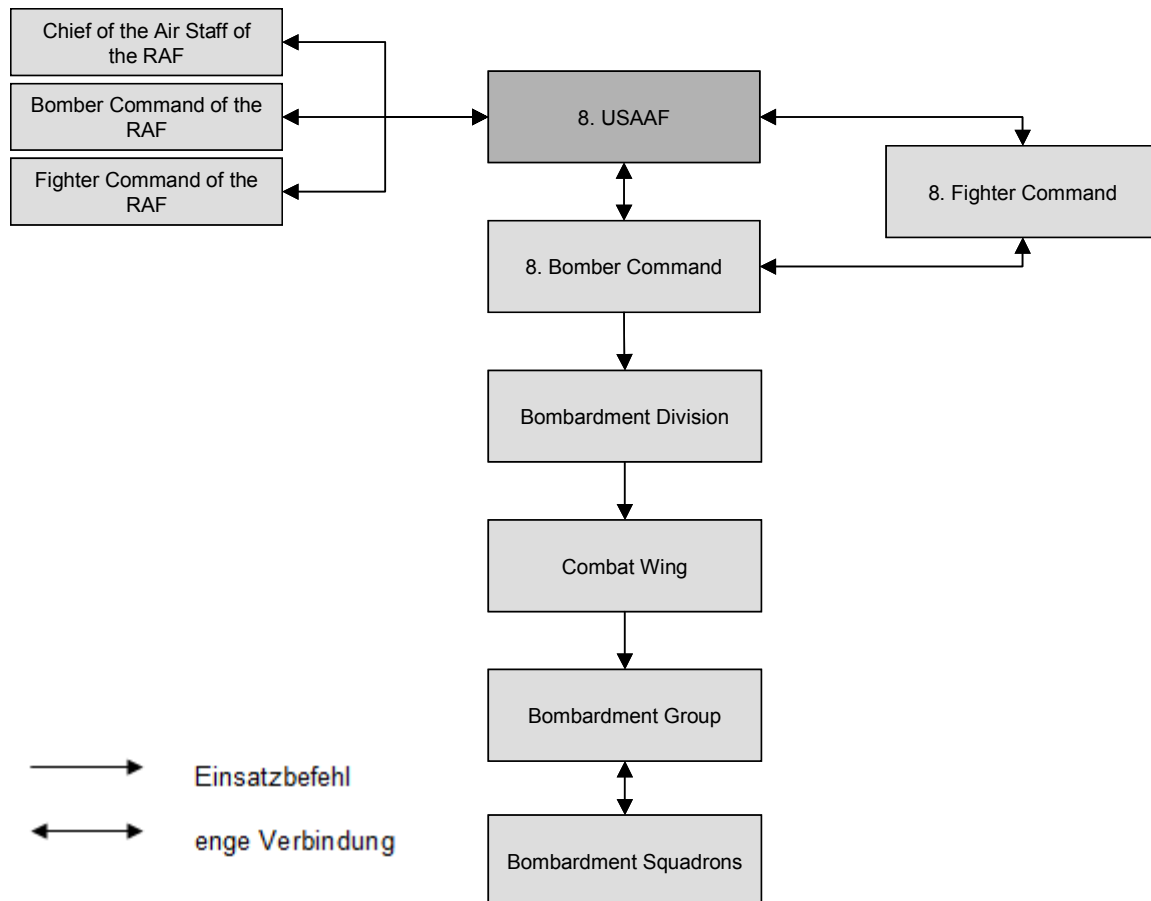 Chief of the Air Staff of
the RAF
Bomber Command of the
RAF
Fighter Command of the
RAF
8. USAAF
8. Fighter Command
8. Bomber Command
Bombardment Division
Combat Wing
Bombardment Group
Bombardment Squadrons
Einsatzbefehl
enge Verbindung